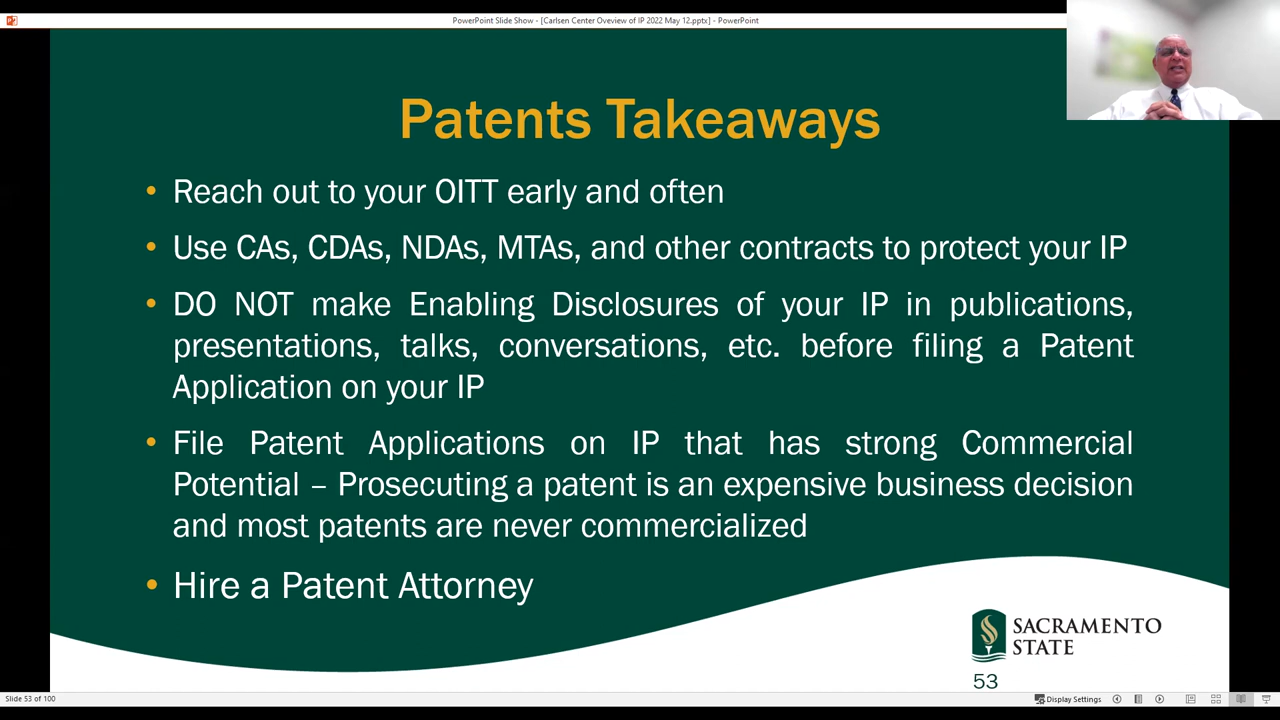 PowerPoint Slide Show - [Carlsen Center Oveview of IP 2022 May 12.pptx] - PowerPoint
Patents Takeaways
• Reach out to your OITT early and often
• Use CAs, CDAs, NDAs, MTAs, and other contracts to protect your IP
• DO NOT make Enabling Disclosures of your IP in publications,
presentations, talks, conversations, etc. before filing a Patent
Application on your IP
• File Patent Applications on IP that has strong Commercial
Potential – Prosecuting a patent is an expensive business decision
and most patents are never commercialized
• Hire a Patent Attorney
SACRAMENTO
STATE
53
Slide 53 of 100
Display Settings